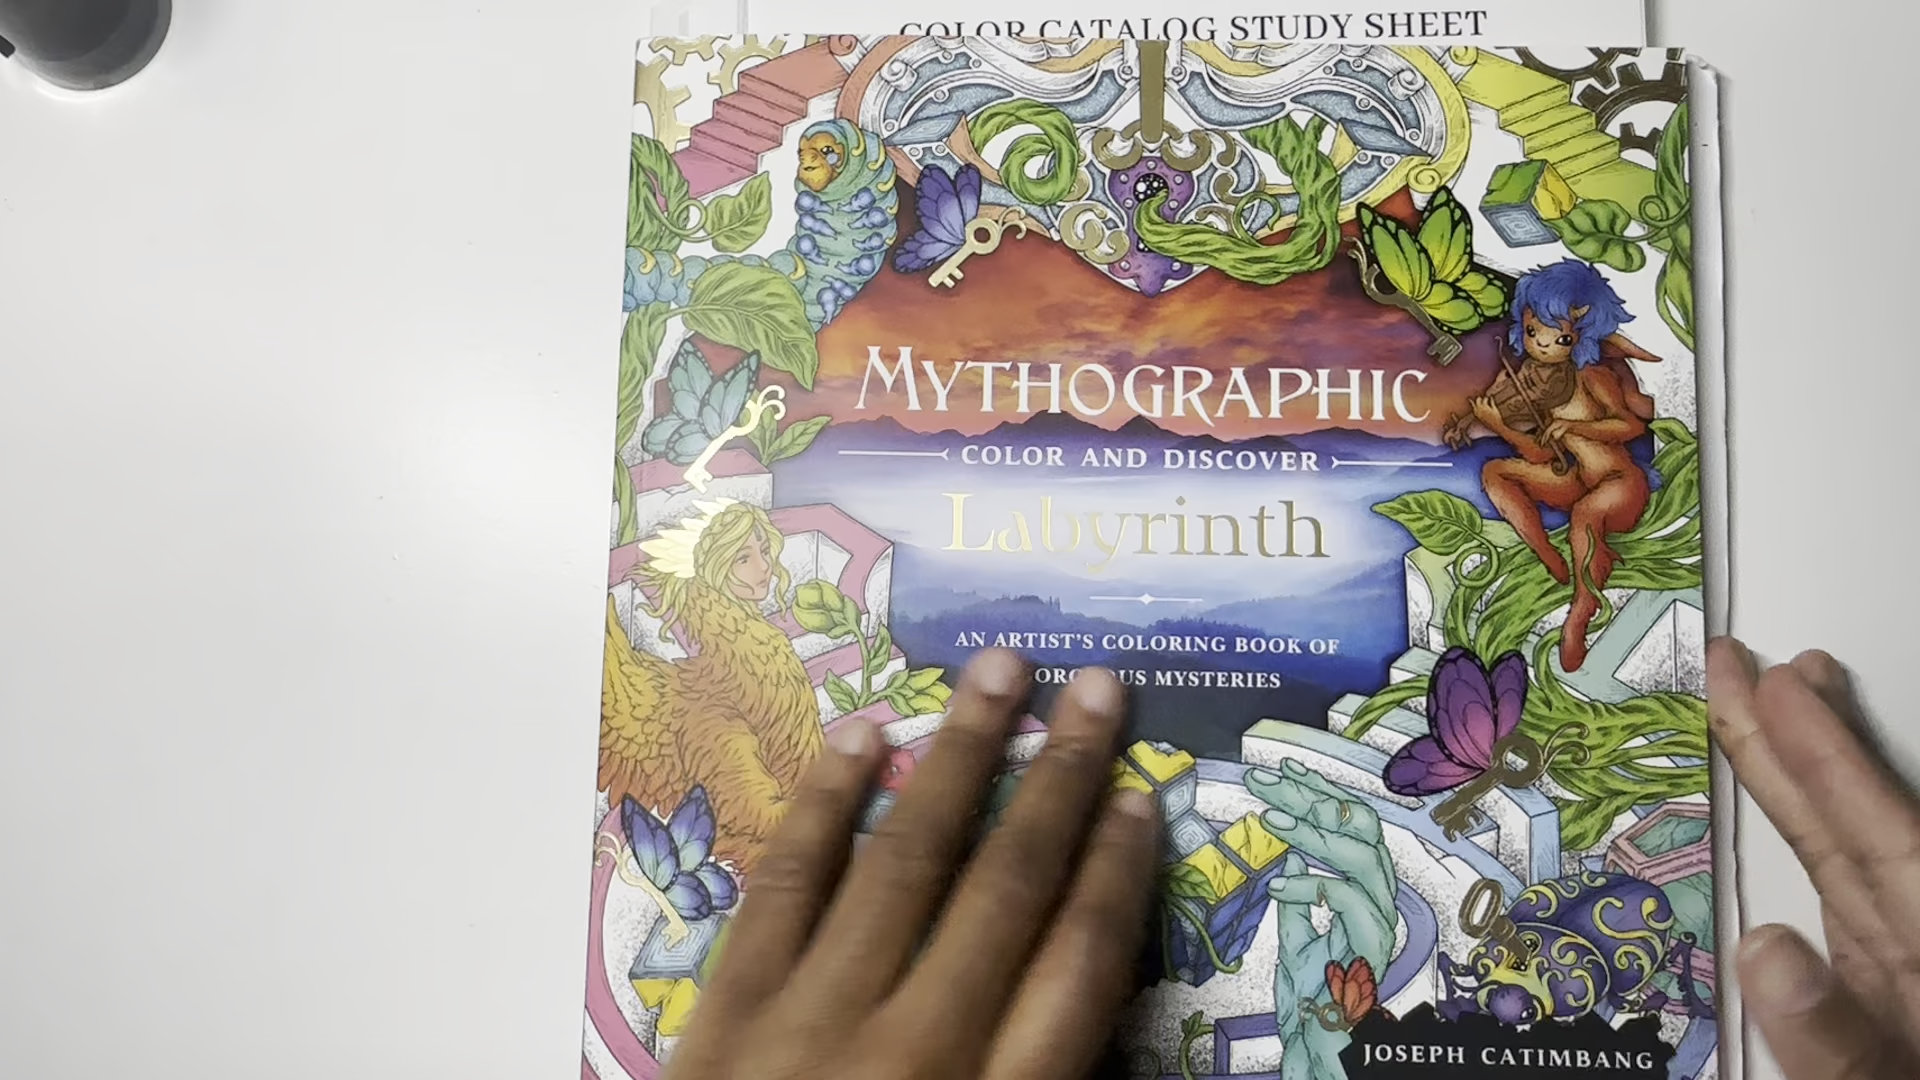 COLOR CATALOG STUDY SHEET
MYTHOGRAPHIC
COLOR AND DISCOVER
Labyrinth
AN ARTIST'S COLORING BOOK OF
MYSTERIES
JOSEPH CATIMBANG